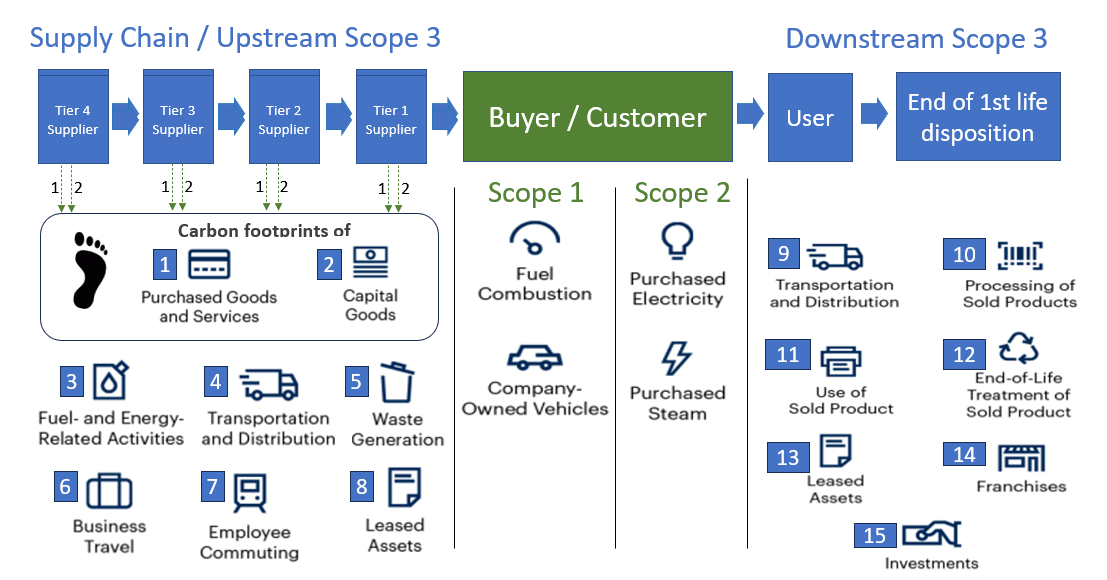 Supply Chain / Upstream Scope 3
Downstream Scope 3
Tier 4
Supplier
Tier 3
Supplier
Tier 2
Supplier
Tier 1
Supplier
Buyer / Customer
User
End of 1st life
disposition
1 2
1 2
1 2
1 2
Carbon footprints of
1
Purchased Goods
and Services
2
Capital
Goods
3
Fuel- and Energy-
Related Activities
4
Transportation
and Distribution
5
Waste
Generation
6
Business
Travel
7
Employee
Commuting
8
Leased
Assets
Scope 1
Fuel
Combustion
Company-
Owned Vehicles
Scope 2
Purchased
Electricity
Purchased
Steam
9
Transportation
and Distribution
10
Processing of
Sold Products
11
Use of
Sold Product
12
End-of-Life
Treatment of
Sold Product
13
Leased
Assets
14
Franchises
15
Investments